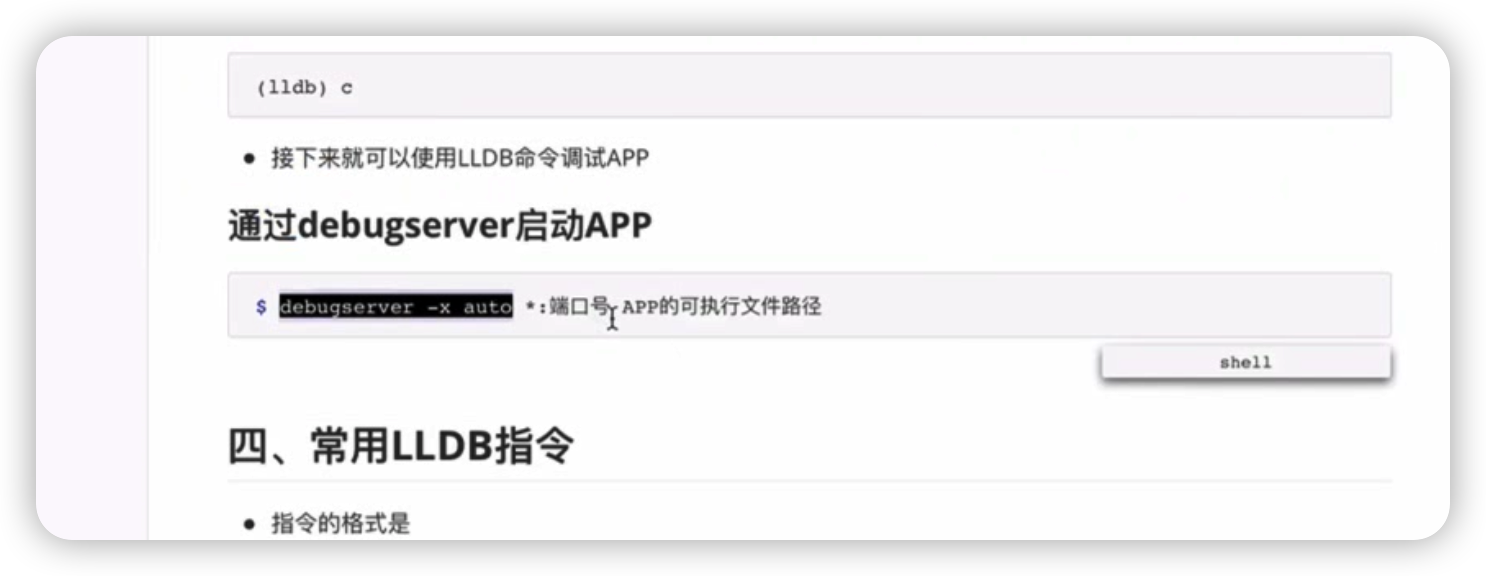 (lldb) c
● 接下来就可以使用LLDB命令调试APP
通过debugserver启动APP
$ debugserver -x auto *:端口号 APP的可执行文件路径
shell
四、常用LLDB指令
● 指令的格式是